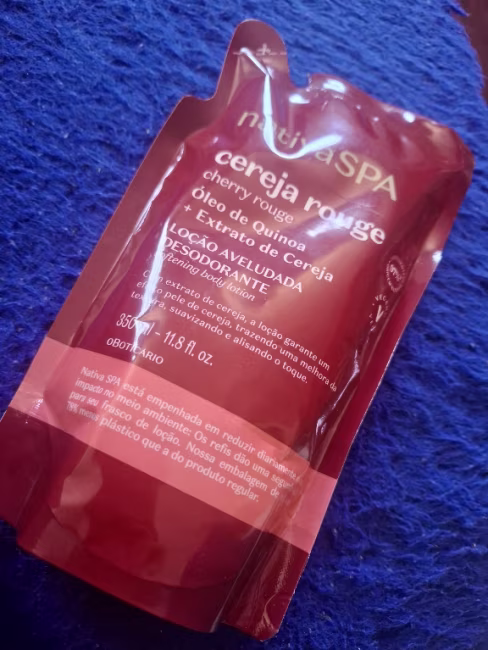 nativaSPA
cereja rouge
cherry rouge
Óleo de Quinoa
+ Extrato de Cereja
LOÇÃO AVELUDADA
DESODORANTE
softening body lotion
Com extrato de cereja, a loção garante um
efeito pele de cereja, trazendo uma melhora da
textura, suavizando e alisando o toque.
350 11.8 fl. oz.
oBOTICÁRIO
Nativa SPA está empenhada em reduzir diariamente
impacto no meio ambiente: Os refis dão uma
para seu frasco de loção. Nossa embalagem de
menos plástico que a do produto regular.